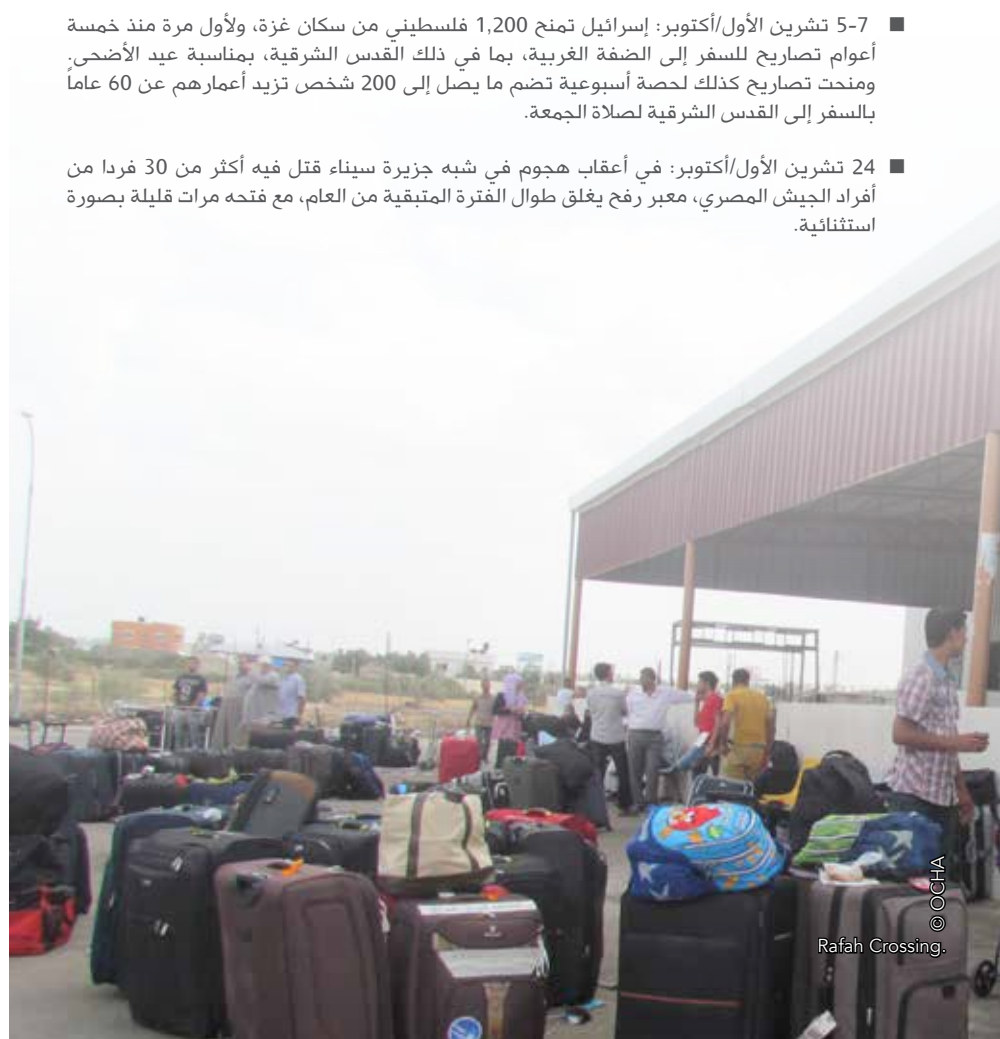 ■ 5-7 تشرين الأول/أكتوبر: إسرائيل تمنح 1,200 فلسطيني من سكان غزة، ولأول مرة منذ خمسة
أعوام تصاريح للسفر إلى الضفة الغربية، بما في ذلك القدس الشرقية، بمناسبة عيد الأضحى.
ومنحت تصاريح كذلك لحصة أسبوعية تضم ما يصل إلى 200 شخص تزيد أعمارهم عن 60 عاماً
بالسفر إلى القدس الشرقية لصلاة الجمعة.
■ 24 تشرين الأول/أكتوبر: في أعقاب هجوم في شبه جزيرة سيناء قتل فيه أكثر من 30 فردا من
أفراد الجيش المصري، معبر رفح يغلق طوال الفترة المتبقية من العام، مع فتحه مرات قليلة بصورة
استثنائية.
Rafah Crossing.
© OCHA